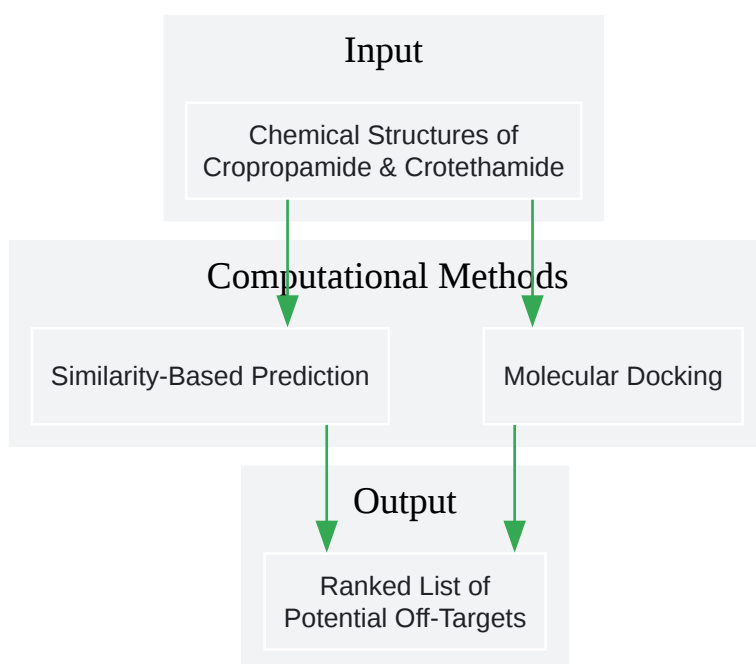 Input
Chemical Structures of
Cropropamide & Crotethamide
Computational Methods
Similarity-Based Prediction
Molecular Docking
Output
Ranked List of
Potential Off-Targets